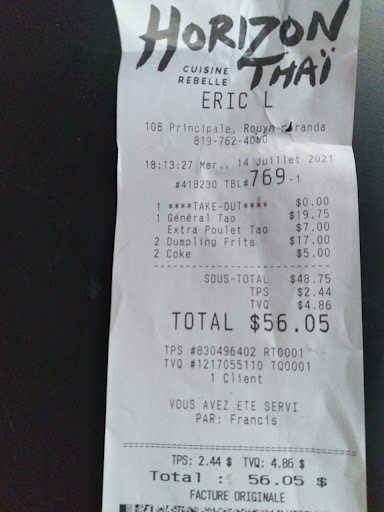 HORIZON
CUISINE
REBELLE
THAÏ
ERIC L
108 Principale, Rouyn-noranda
819-762-4060
18:13:27 Mer., 14 Juillet 2021
#418230 TBL#769-1
1 ****TAKE-OUT**** $0.00
1 Général Tao $19.75
Extra Poulet Tao $7.00
2 Dumpling Frits $17.00
2 Coke $5.00
SOUS-TOTAL $48.75
TPS $2.44
TVQ $4.86
TOTAL $56.05
TPS #830496402 RT0001
TVQ #1217055110 TQ0001
1 Client
VOUS AVEZ ETE SERVI
PAR: Francis
TPS: 2.44 $ TVQ: 4.86 $
Total : 56.05 $
FACTURE ORIGINALE